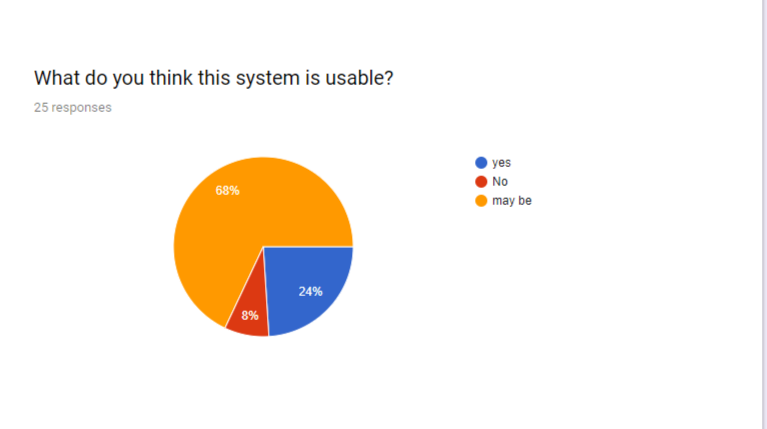 What do you think this system is usable?
25 responses
68%
24%
8%
yes
No
may be